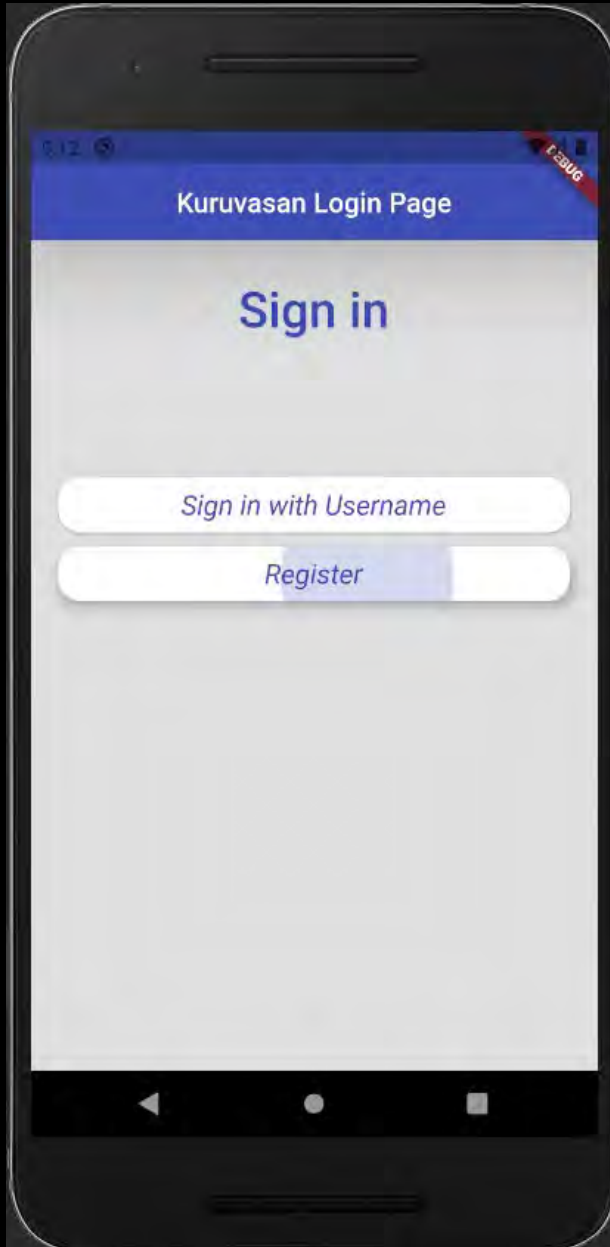 DEBUG
Kuruvasan Login Page
Sign in
Sign in with Username
Register